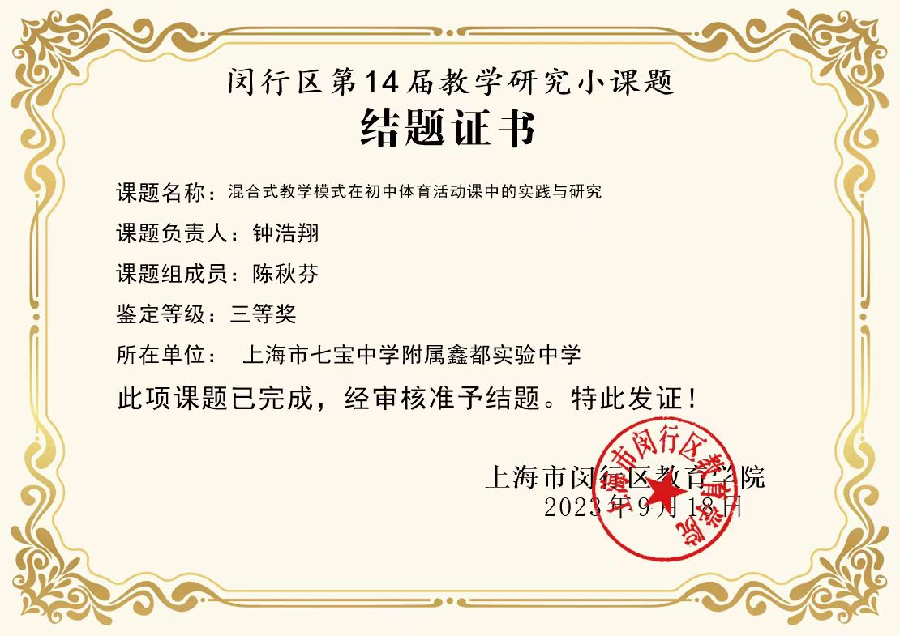 闵行区第14届教学研究小课题
结题证书
课题名称：混合式教学模式在初中体育活动课中的实践与研究
课题负责人：钟浩翔
课题组成员：陈秋芬
鉴定等级：三等奖
所在单位： 上海市七宝中学附属鑫都实验中学
此项课题已完成，经审核准予结题。特此发证！
上海市闵行区教育学院
2023年9月18日
上海市闵行区教育学院